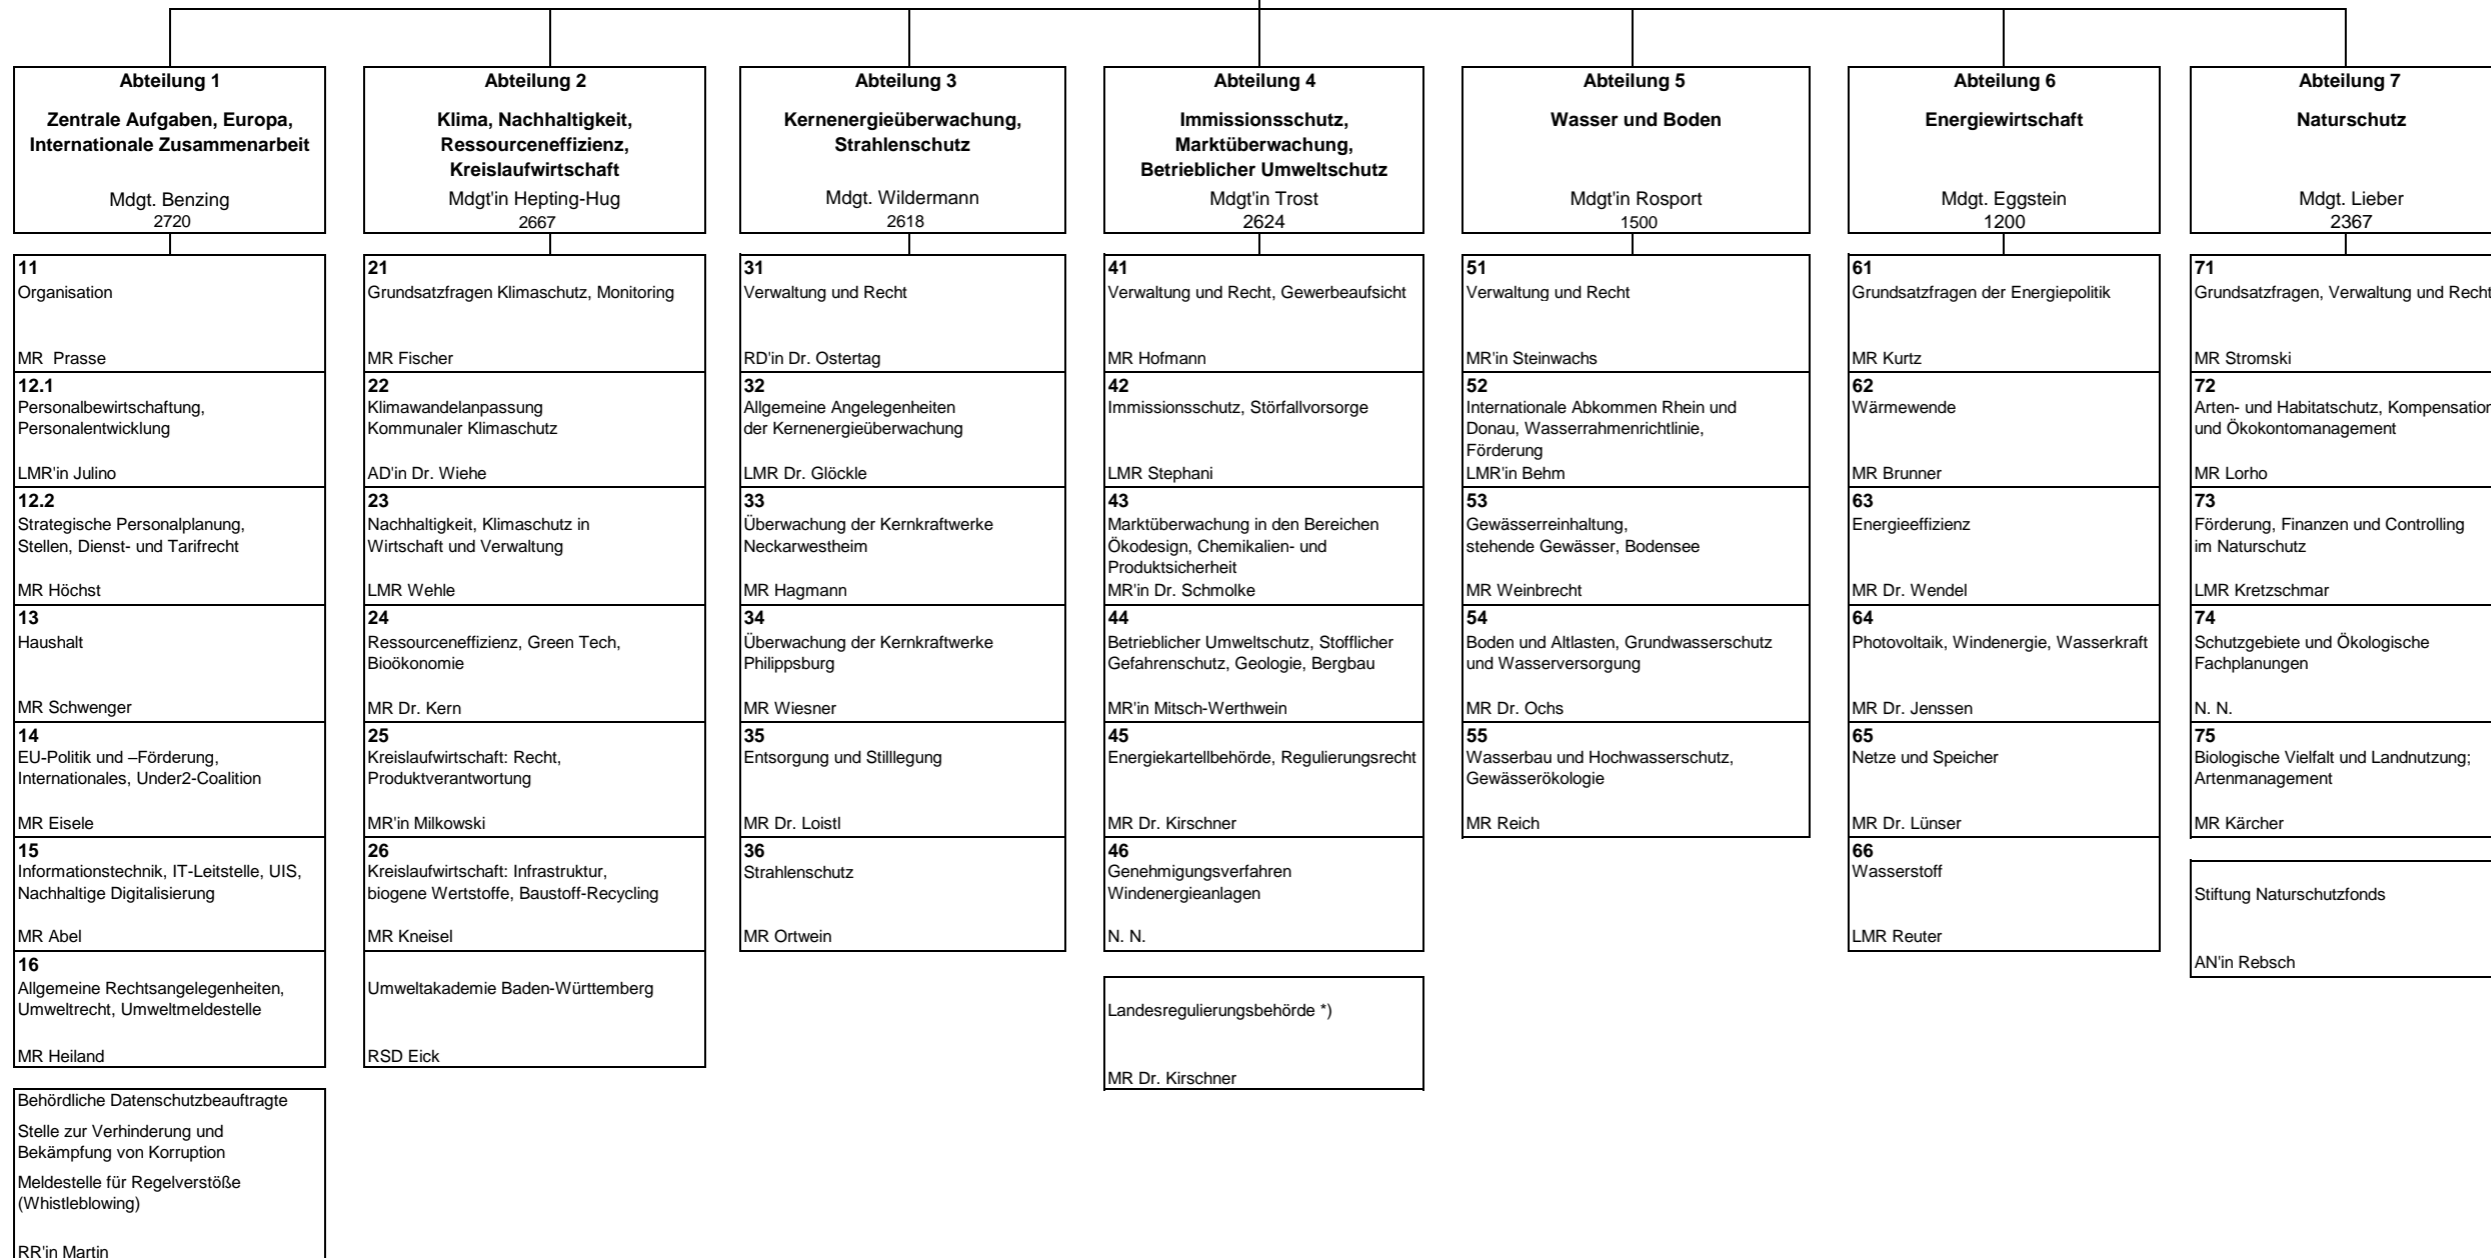 Abteilung 1
Zentrale Aufgaben, Europa,
Internationale Zusammenarbeit
Mdgt. Benzing
2720
11
Organisation
MR Prasse
12.1
Personalbewirtschaftung,
Personalentwicklung
LMR'in Julino
12.2
Strategische Personalplanung,
Stellen, Dienst- und Tarifrecht
MR Höchst
13
Haushalt
MR Schwenger
14
EU-Politik und –Förderung,
Internationales, Under2-Coalition
MR Eisele
15
Informationstechnik, IT-Leitstelle, UIS,
Nachhaltige Digitalisierung
MR Abel
16
Allgemeine Rechtsangelegenheiten,
Umweltrecht, Umweltmeldestelle
MR Heiland
Behördliche Datenschutzbeauftragte
Stelle zur Verhinderung und
Bekämpfung von Korruption
Meldestelle für Regelverstöße
(Whistleblowing)
RR'in Martin
Abteilung 2
Klima, Nachhaltigkeit,
Ressourceneffizienz,
Kreislaufwirtschaft
Mdgt'in Hepting-Hug
2667
21
Grundsatzfragen Klimaschutz, Monitoring
MR Fischer
22
Klimawandelanpassung
Kommunaler Klimaschutz
AD'in Dr. Wiehe
23
Nachhaltigkeit, Klimaschutz in
Wirtschaft und Verwaltung
LMR Wehle
24
Ressourceneffizienz, Green Tech,
Bioökonomie
MR Dr. Kern
25
Kreislaufwirtschaft: Recht,
Produktverantwortung
MR'in Milkowski
26
Kreislaufwirtschaft: Infrastruktur,
biogene Wertstoffe, Baustoff-Recycling
MR Kneisel
Umweltakademie Baden-Württemberg
RSD Eick
Abteilung 3
Kernenergieüberwachung,
Strahlenschutz
Mdgt. Wildermann
2618
31
Verwaltung und Recht
RD'in Dr. Ostertag
32
Allgemeine Angelegenheiten
der Kernenergieüberwachung
LMR Dr. Glöckle
33
Überwachung der Kernkraftwerke
Neckarwestheim
MR Hagmann
34
Überwachung der Kernkraftwerke
Philippsburg
MR Wiesner
35
Entsorgung und Stilllegung
MR Dr. Loistl
36
Strahlenschutz
MR Ortwein
Abteilung 4
Immissionsschutz,
Marktüberwachung,
Betrieblicher Umweltschutz
Mdgt'in Trost
2624
41
Verwaltung und Recht, Gewerbeaufsicht
MR Hofmann
42
Immissionsschutz, Störfallvorsorge
LMR Stephani
43
Marktüberwachung in den Bereichen
Ökodesign, Chemikalien- und
Produktsicherheit
MR'in Dr. Schmolke
44
Betrieblicher Umweltschutz, Stofflicher
Gefahrenschutz, Geologie, Bergbau
MR'in Mitsch-Werthwein
45
Energiekartellbehörde, Regulierungsrecht
MR Dr. Kirschner
46
Genehmigungsverfahren
Windenergieanlagen
N. N.
Landesregulierungsbehörde *)
MR Dr. Kirschner
Abteilung 5
Wasser und Boden
Mdgt'in Rosport
1500
51
Verwaltung und Recht
MR'in Steinwachs
52
Internationale Abkommen Rhein und
Donau, Wasserrahmenrichtlinie,
Förderung
LMR'in Behm
53
Gewässerreinhaltung,
stehende Gewässer, Bodensee
MR Weinbrecht
54
Boden und Altlasten, Grundwasserschutz
und Wasserversorgung
MR Dr. Ochs
55
Wasserbau und Hochwasserschutz,
Gewässerökologie
MR Reich
Abteilung 6
Energiewirtschaft
Mdgt. Eggstein
1200
61
Grundsatzfragen der Energiepolitik
MR Kurtz
62
Wärmewende
MR Brunner
63
Energieeffizienz
MR Dr. Wendel
64
Photovoltaik, Windenergie, Wasserkraft
MR Dr. Jenssen
65
Netze und Speicher
MR Dr. Lünser
66
Wasserstoff
LMR Reuter
Abteilung 7
Naturschutz
Mdgt. Lieber
2367
71
Grundsatzfragen, Verwaltung und Recht
MR Stromski
72
Arten- und Habitatschutz, Kompensation
und Ökokontomanagement
MR Lorho
73
Förderung, Finanzen und Controlling
im Naturschutz
LMR Kretzschmar
74
Schutzgebiete und Ökologische
Fachplanungen
N. N.
75
Biologische Vielfalt und Landnutzung;
Artenmanagement
MR Kärcher
Stiftung Naturschutzfonds
AN'in Rebsch